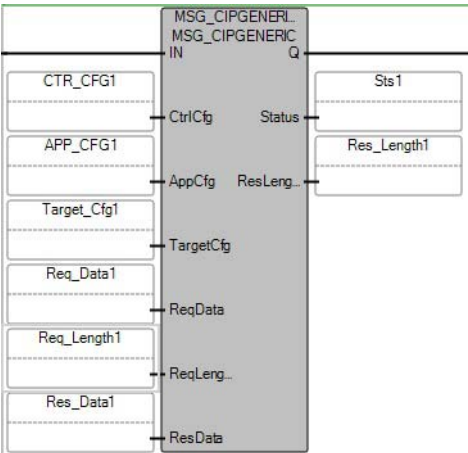 MSG_CIPGENERI...
MSG_CIPGENERIC
IN Q
CTR_CFG1 Sts1
CtrlCfg Status
APP_CFG1 Res_Length1
AppCfg ResLeng...
Target_Cfg1
TargetCfg
Req_Data1
ReqData
Req_Length1
ReqLeng...
Res_Data1
ResData